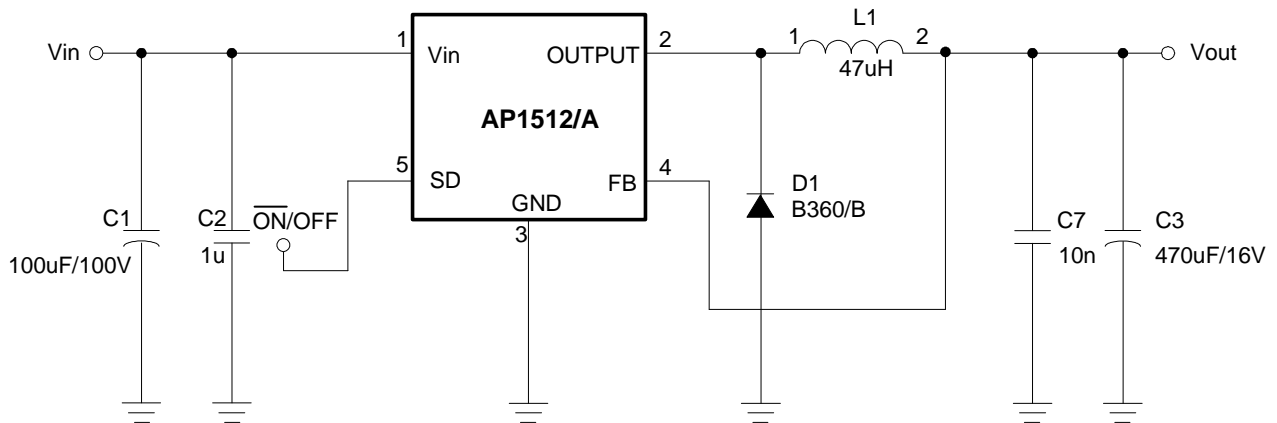 L1
Vin
1
Vin
OUTPUT
2
1
2
Vout
47uH
AP1512/A
5
SD
FB
4
D1
B360/B
GND
3
C1
100uF/100V
C2
1u
O̅N̅/OFF
C7
10n
C3
470uF/16V